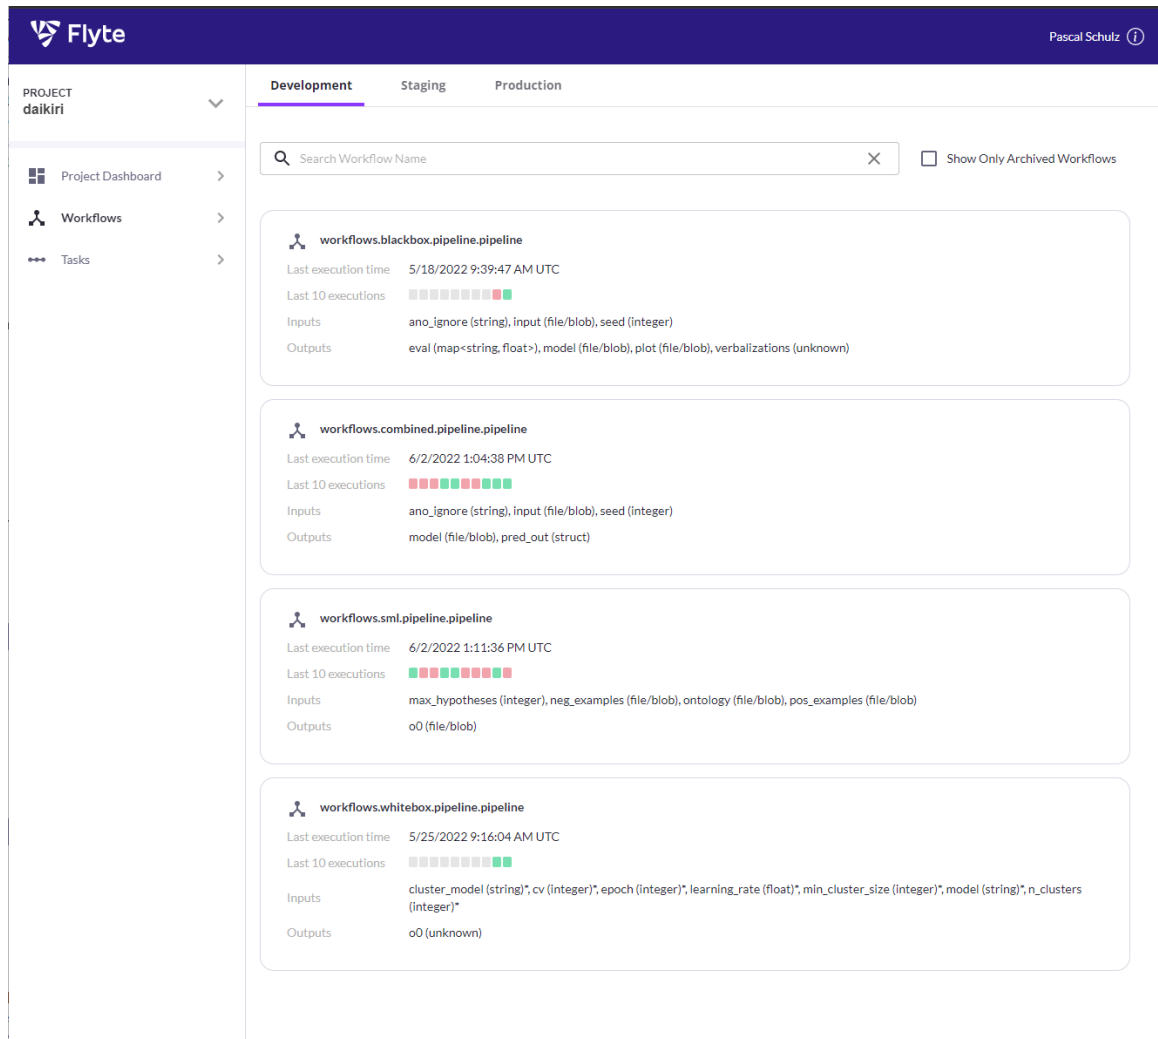 Flyte
Pascal Schulz
PROJECT
daikiri
Project Dashboard
Workflows
Tasks
Development Staging Production
Search Workflow Name
Show Only Archived Workflows
workflows.blackbox.pipeline.pipeline
Last execution time 5/18/2022 9:39:47 AM UTC
Last 10 executions
Inputs ano_ignore (string), input (file/blob), seed (integer)
Outputs eval (map<string, float>), model (file/blob), plot (file/blob), verbalizations (unknown)
workflows.combined.pipeline.pipeline
Last execution time 6/2/2022 1:04:38 PM UTC
Last 10 executions
Inputs ano_ignore (string), input (file/blob), seed (integer)
Outputs model (file/blob), pred_out (struct)
workflows.sml.pipeline.pipeline
Last execution time 6/2/2022 1:11:36 PM UTC
Last 10 executions
Inputs max_hypotheses (integer), neg_examples (file/blob), ontology (file/blob), pos_examples (file/blob)
Outputs o0 (file/blob)
workflows.whitebox.pipeline.pipeline
Last execution time 5/25/2022 9:16:04 AM UTC
Last 10 executions
Inputs cluster_model (string)*, cv (integer)*, epoch (integer)*, learning_rate (float)*, min_cluster_size (integer)*, model (string)*, n_clusters
(integer)*
Outputs o0 (unknown)